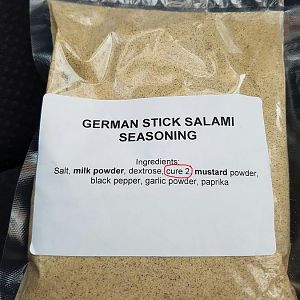 GERMAN STICK SALAMI
SEASONING
Ingredients:
Salt, milk powder, dextrose, cure 2, mustard powder,
black pepper, garlic powder, paprika